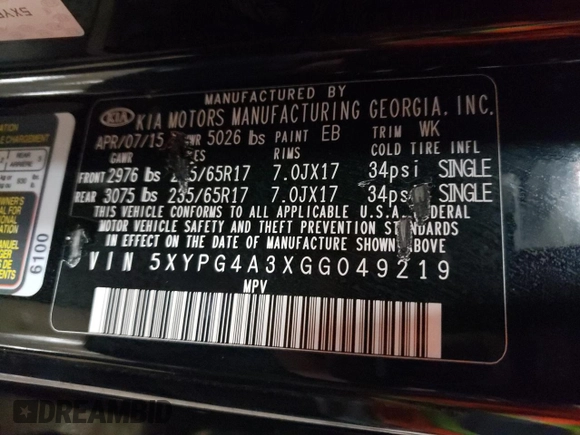 MANUFACTURED BY
KIA KIA MOTORS MANUFACTURING GEORGIA, INC.
APR/07/15 5026 lbs PAINT EB TRIM WK
GAWR RIMS COLD TIRE INFL
FRONT 2976 lbs 235/65R17 7.0JX17 34psi SINGLE
REAR 3075 lbs 235/65R17 7.0JX17 34psi SINGLE
THIS VEHICLE CONFORMS TO ALL APPLICABLE U.S.A. FEDERAL
MOTOR VEHICLE SAFETY AND THEFT PREVENTION STANDARDS
IN EFFECT ON THE DATE OF MANUFACTURE SHOWN ABOVE
VIN 5XYPG4A3XGG049219
MPV
6100
DREAMBID